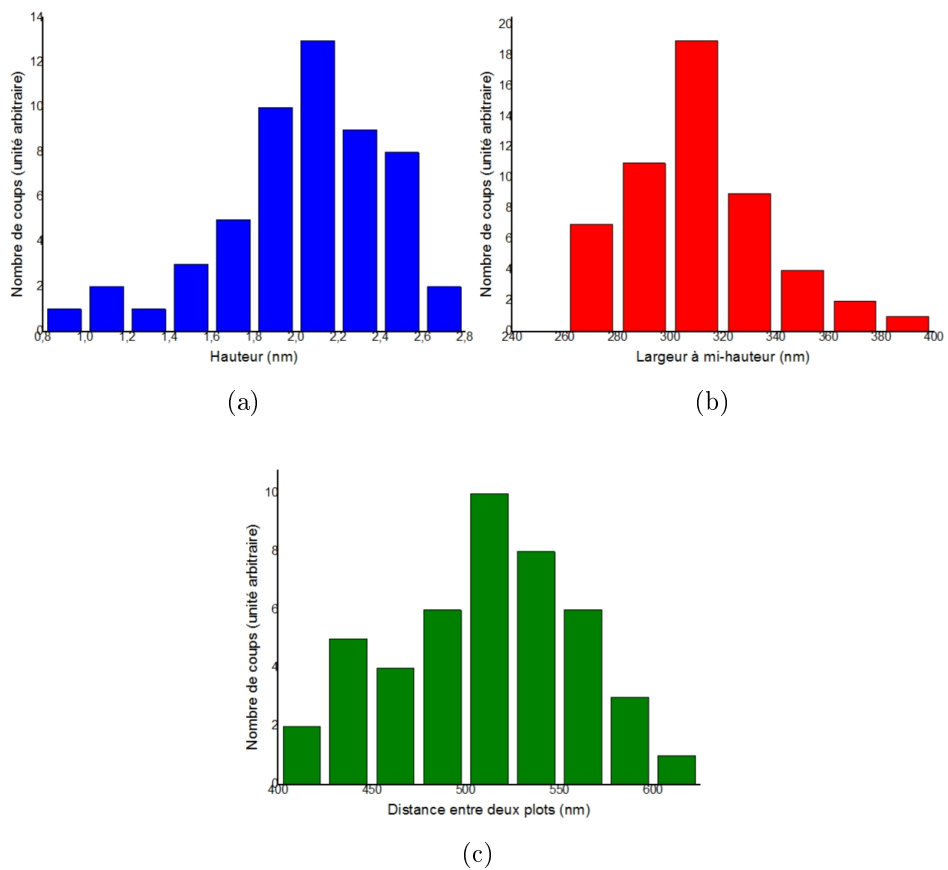 Nombre de coups (unité arbitraire)
14
12
10
8
6
4
2
0
0,8 1,0 1,2 1,4 1,6 1,8 2,0 2,2 2,4 2,6 2,8
Hauteur (nm)
(a)
Nombre de coups (unité arbitraire)
20
18
16
14
12
10
8
6
4
2
0
240 260 280 300 320 340 360 380 400
Largeur à mi-hauteur (nm)
(b)
Nombre de coups (unité arbitraire)
10
8
6
4
2
0
400 450 500 550 600
Distance entre deux plots (nm)
(c)